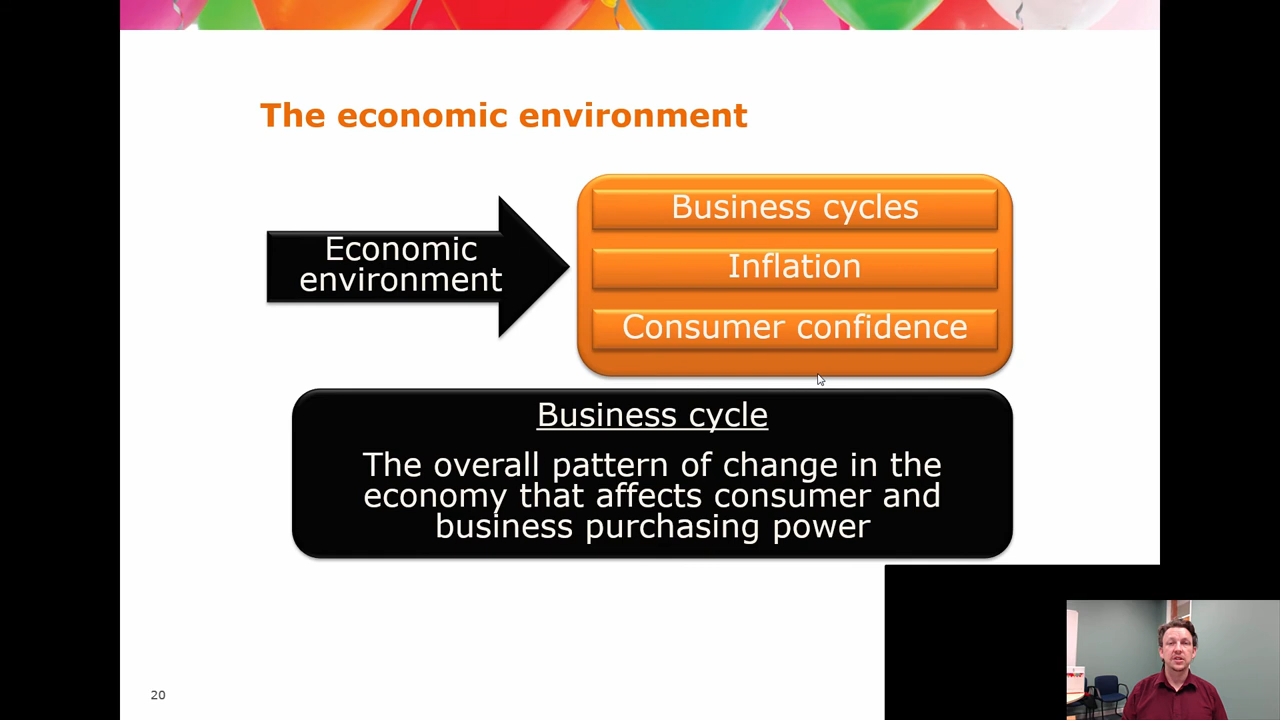 The economic environment
Economic
environment
Business cycles
Inflation
Consumer confidence
Business cycle
The overall pattern of change in the
economy that affects consumer and
business purchasing power
20